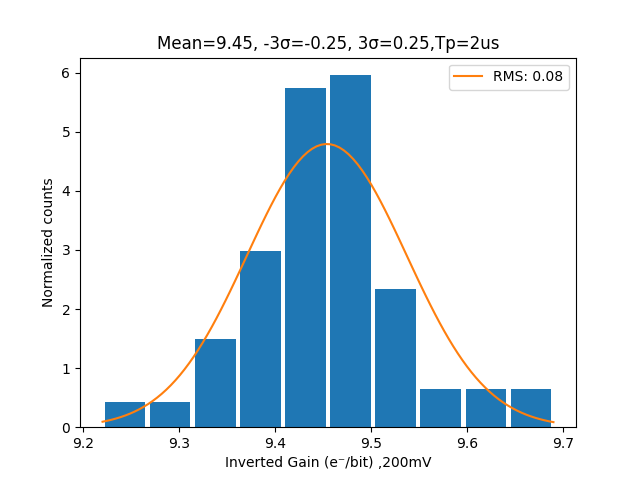 Mean=9.45, -3σ=-0.25, 3σ=0.25,Tp=2us
RMS: 0.08
Normalized counts
6
5
4
3
2
1
0
9.2 9.3 9.4 9.5 9.6 9.7
Inverted Gain (e⁻/bit) ,200mV